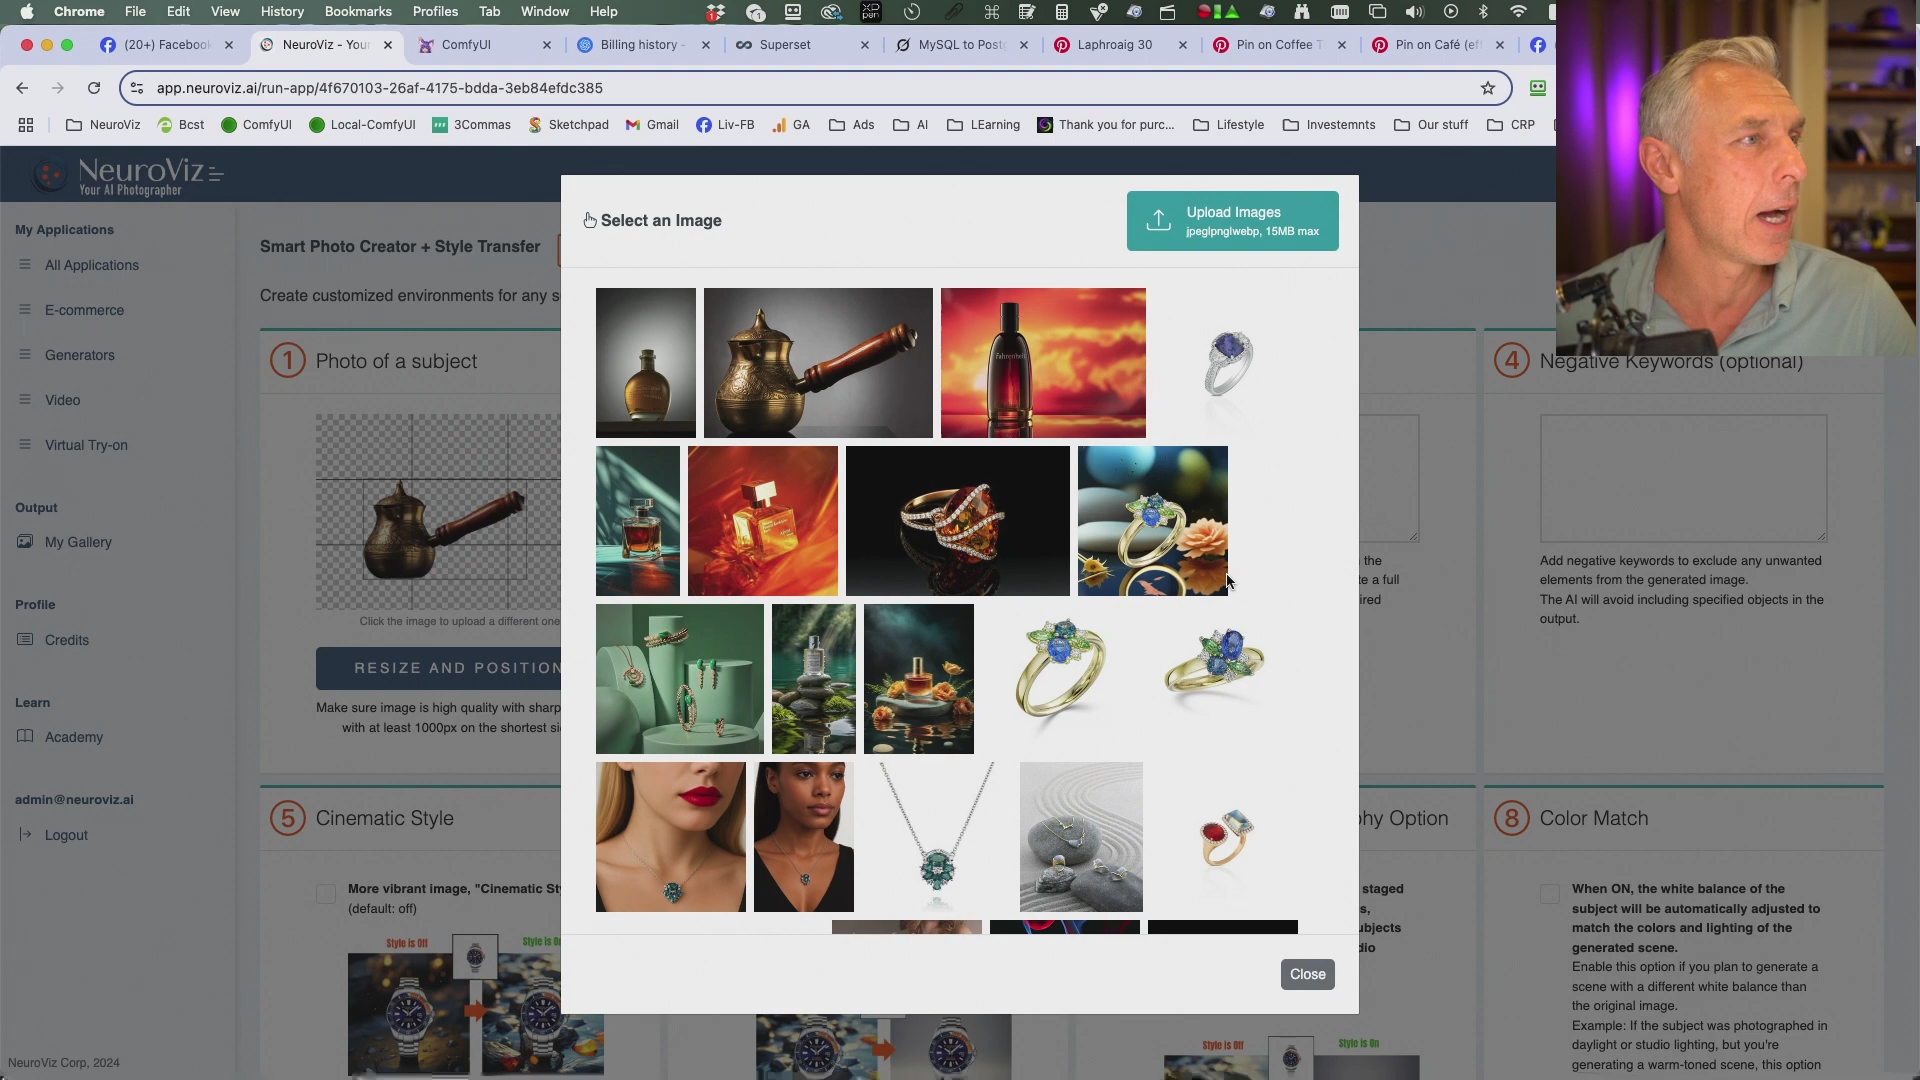 Chrome File Edit View History Bookmarks Profiles Tab Window Help
(20+) Facebook
NeuroViz - Your
ComfyUI
Billing history -
Superset
MySQL to Postg
Laphroaig 30
Pin on Coffee T
Pin on Café (ef
app.neuroviz.ai/run-app/4f670103-26af-4175-bdda-3eb84efdc385
NeuroViz Bcst ComfyUI Local-ComfyUI 3Commas Sketchpad Gmail Liv-FB GA Ads AI LEarning Thank you for purc... Lifestyle Investemnts Our stuff CRP
NeuroViz
Your AI Photographer
My Applications
All Applications
E-commerce
Generators
Video
Virtual Try-on
Output
My Gallery
Profile
Credits
Learn
Academy
admin@neuroviz.ai
Logout
NeuroViz Corp, 2024
Smart Photo Creator + Style Transfer
Create customized environments for any s
1 Photo of a subject
Click the image to upload a different one
RESIZE AND POSITION
Make sure image is high quality with sharp
with at least 1000px on the shortest si
Select an Image
Upload Images
jpeg|png|webp, 15MB max
Fahrenheit
Close
the
te a full
ired
4 Negative Keywords (optional)
Add negative keywords to exclude any unwanted
elements from the generated image.
The AI will avoid including specified objects in the
output.
5 Cinematic Style
More vibrant image, "Cinematic St
(default: off)
Style is Off
Style is On
hy Option
staged
s,
ubjects
dio
Style is Off
Style is On
8 Color Match
When ON, the white balance of the
subject will be automatically adjusted to
match the colors and lighting of the
generated scene.
Enable this option if you plan to generate a
scene with a different white balance than
the original image.
Example: If the subject was photographed in
daylight or studio lighting, but you're
generating a warm-toned scene, this option